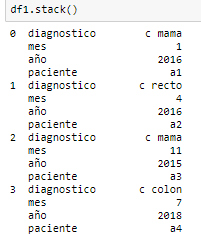 df1.stack()
0 diagnostico c mama
mes 1
año 2016
paciente a1
1 diagnostico c recto
mes 4
año 2016
paciente a2
2 diagnostico c mama
mes 11
año 2015
paciente a3
3 diagnostico c colon
mes 7
año 2018
paciente a4